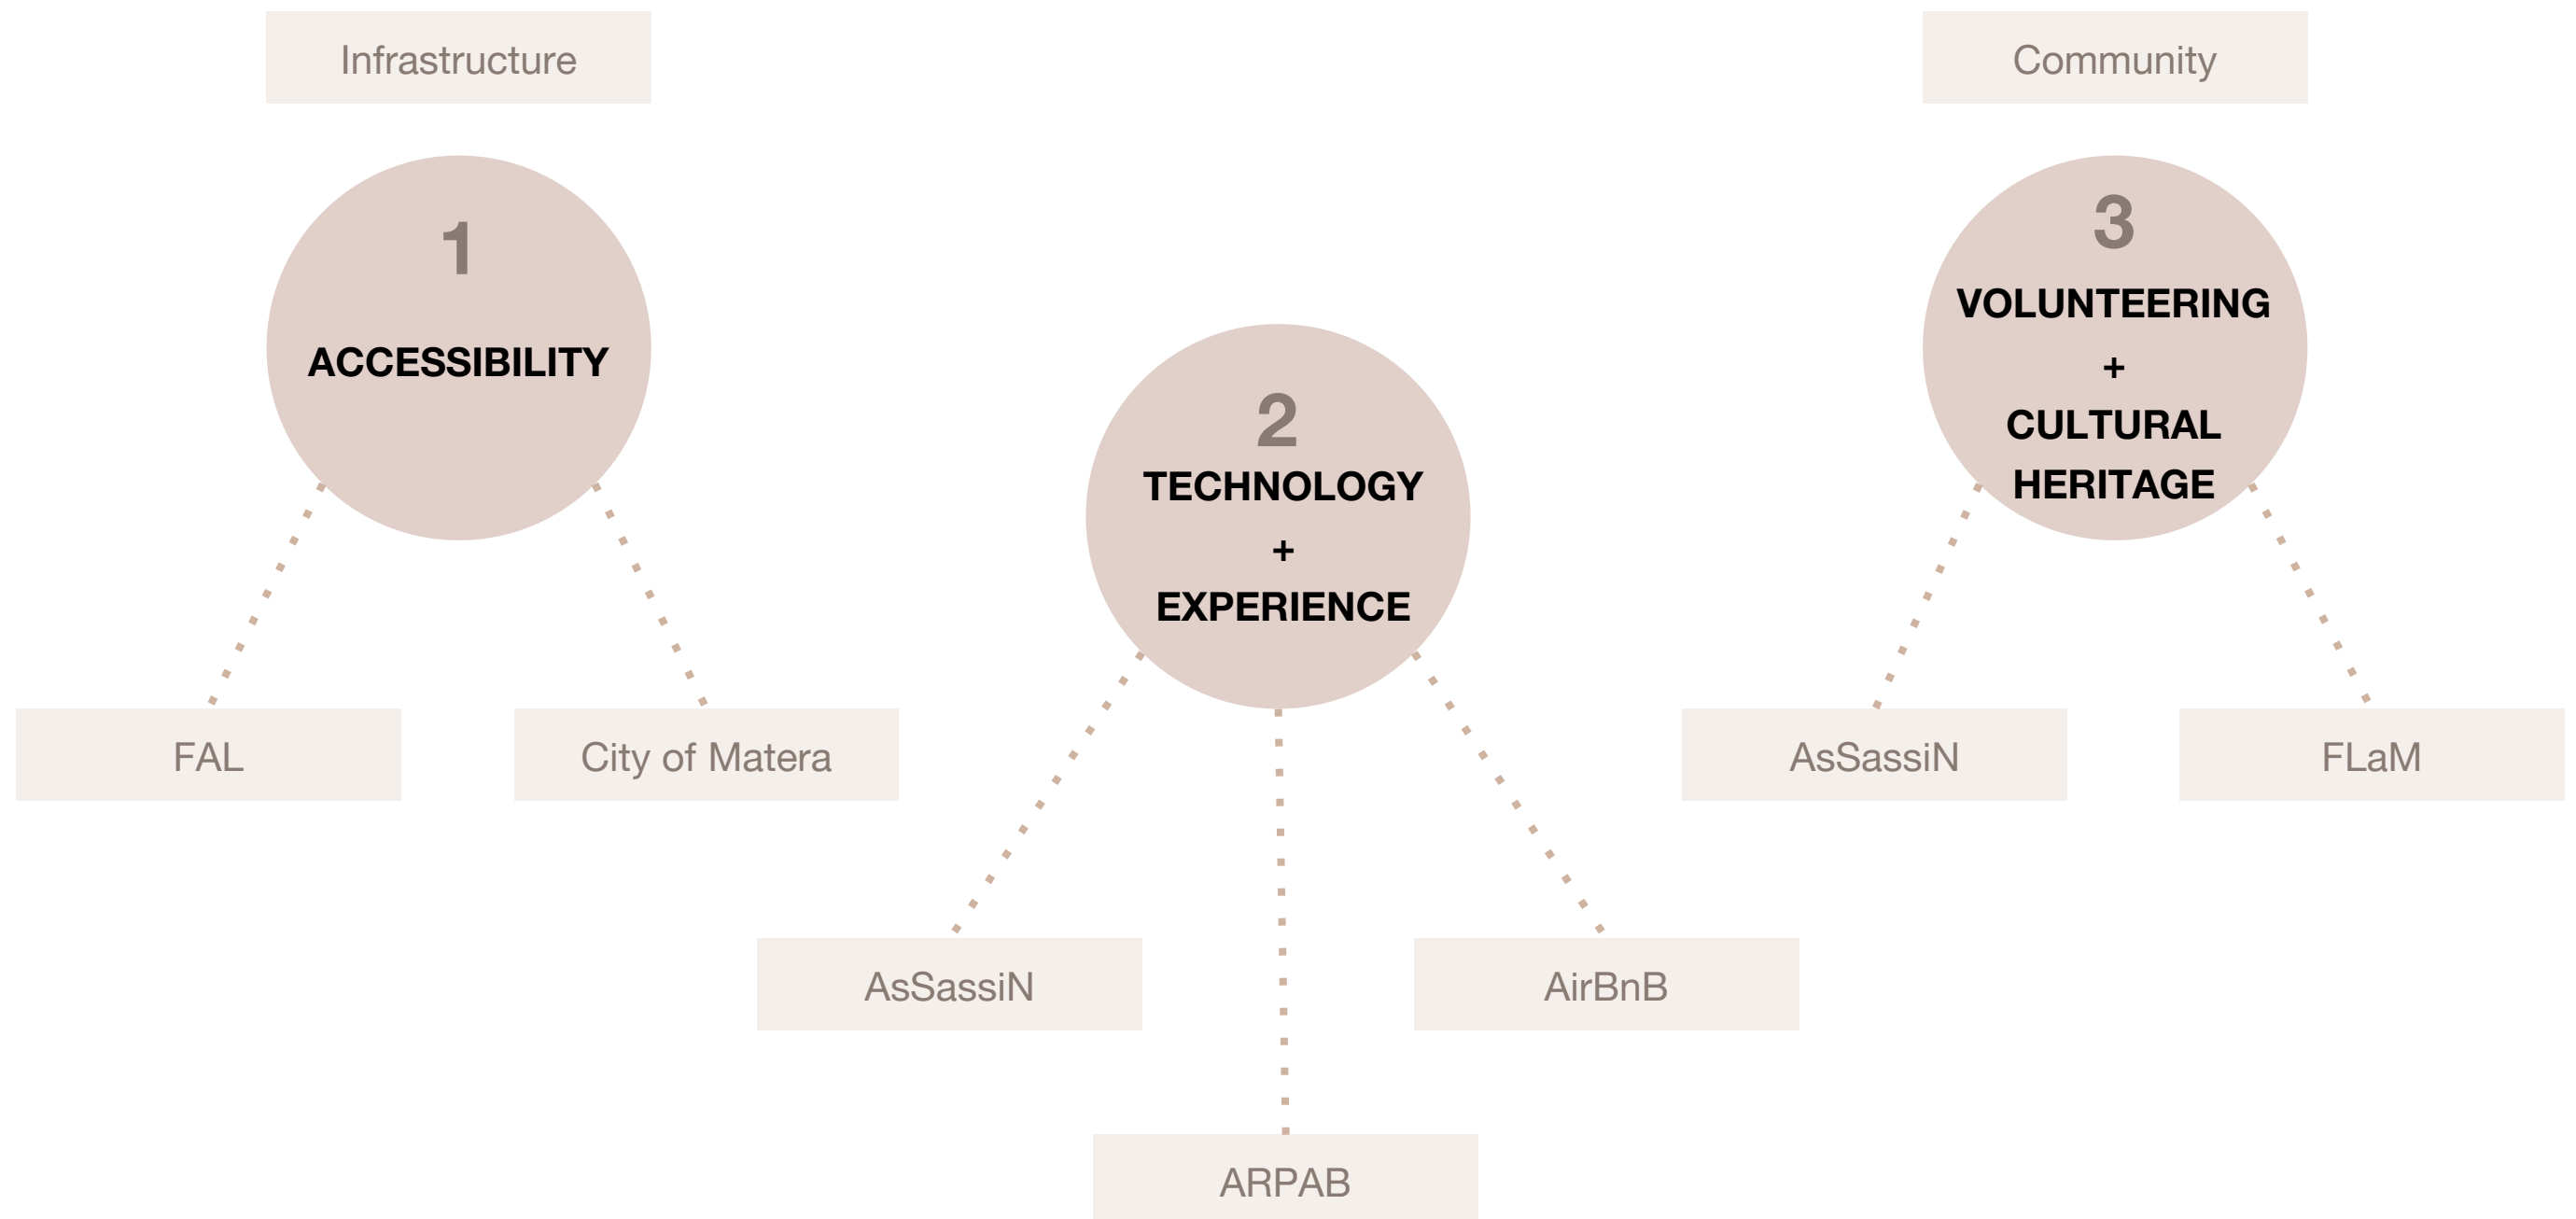 Infrastructure
Community
1
ACCESSIBILITY
2
TECHNOLOGY
+
EXPERIENCE
3
VOLUNTEERING
+
CULTURAL
HERITAGE
FAL
City of Matera
AsSassiN
FLaM
AsSassiN
AirBnB
ARPAB